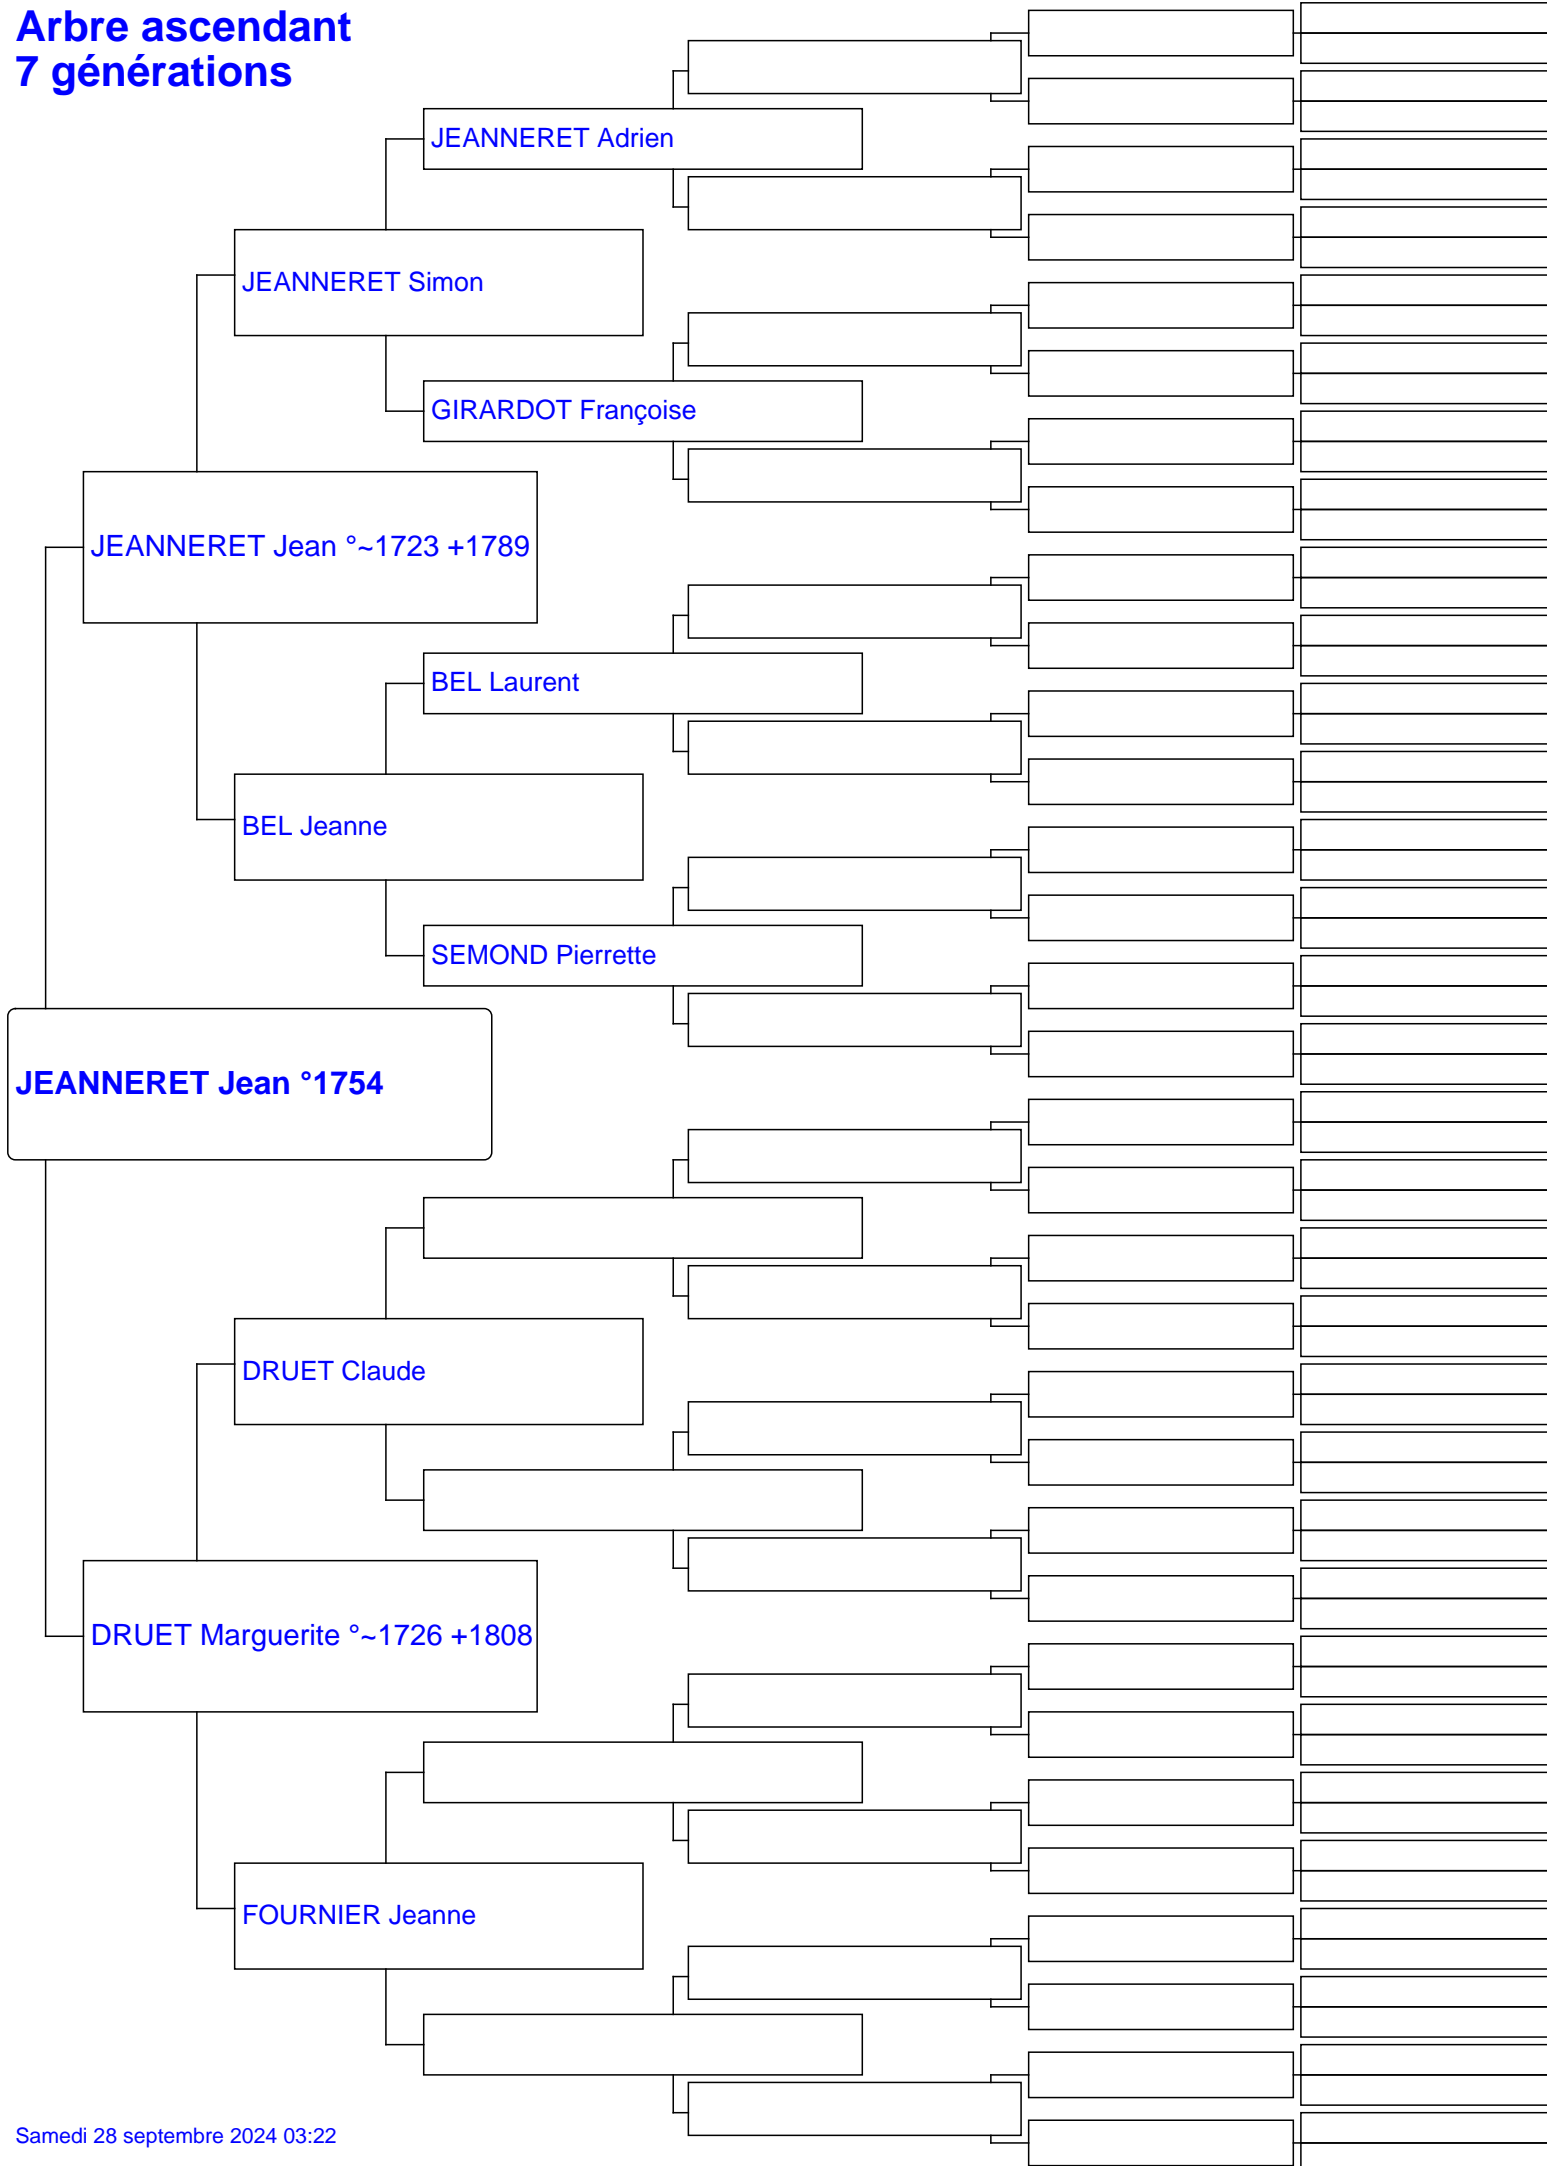 Arbre ascendant
7 générations
JEANNERET Adrien
JEANNERET Simon
GIRARDOT Françoise
JEANNERET Jean °~1723 +1789
BEL Laurent
BEL Jeanne
SEMOND Pierrette
JEANNERET Jean °1754
DRUET Claude
DRUET Marguerite °~1726 +1808
FOURNIER Jeanne
Samedi 28 septembre 2024 03:22